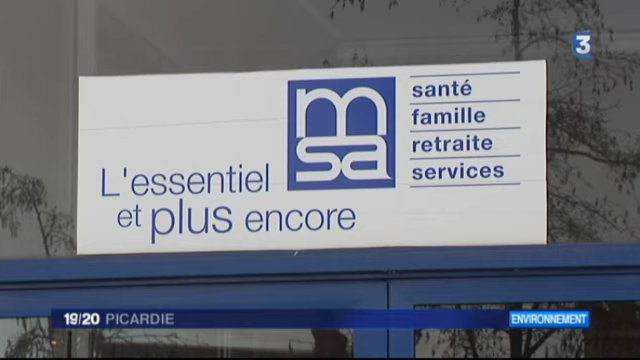 3
msa
santé
famille
retraite
services
L'essentiel
et plus encore
19/20 PICARDIE
ENVIRONNEMENT